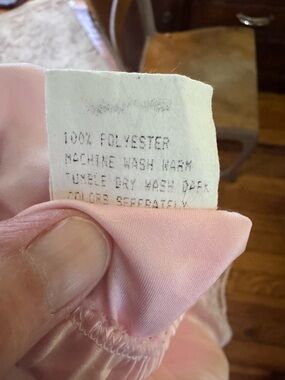 100% POLYESTER
MACHINE WASH WARM
TUMBLE DRY WASH DARK
COLORS SEPERATELY